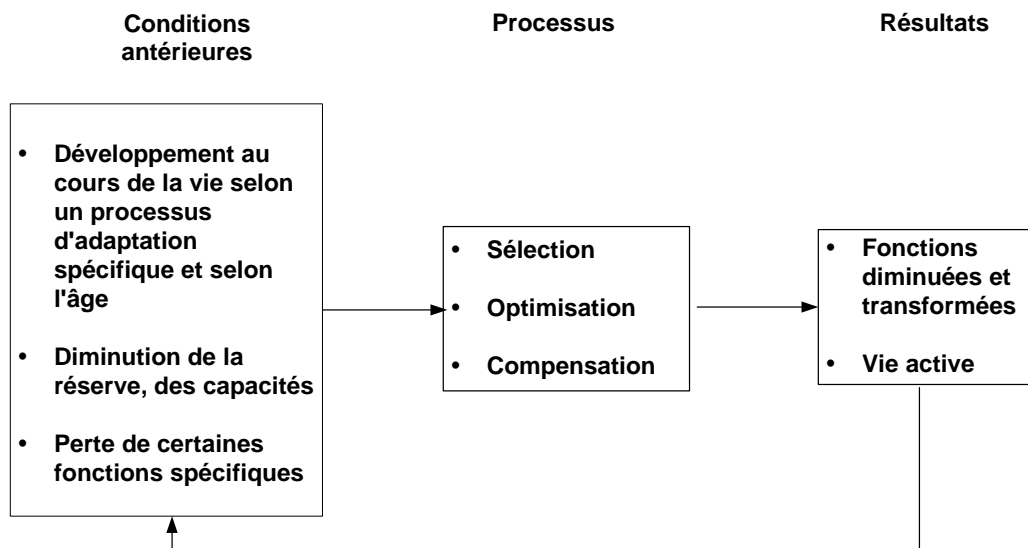 Conditions
antérieures
Processus
Résultats
• Développement au
cours de la vie selon
un processus
d'adaptation
spécifique et selon
l'âge
• Diminution de la
réserve, des capacités
• Perte de certaines
fonctions spécifiques
• Sélection
• Optimisation
• Compensation
• Fonctions
diminuées et
transformées
• Vie active